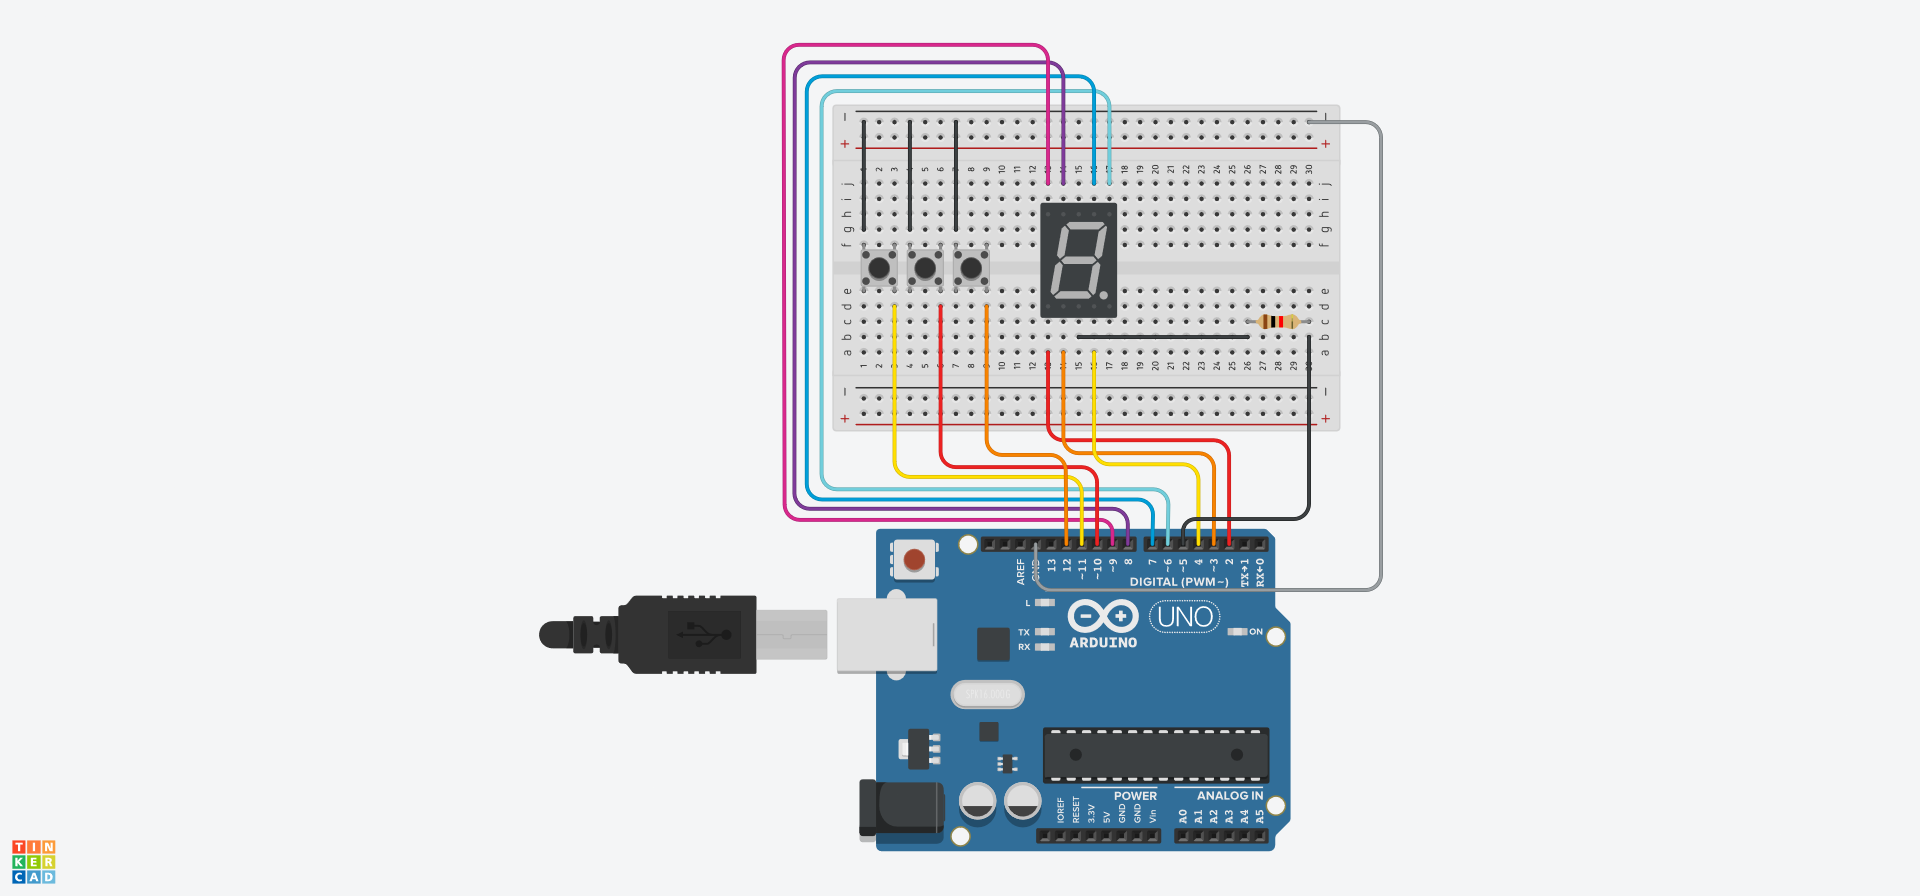 − −
+ +
1 2 3 4 5 6 7 8 9 10 11 12 13 14 15 16 17 18 19 20 21 22 23 24 25 26 27 28 29 30
j j
i i
h h
g g
f f
e e
d d
c c
b b
a a
1 2 3 4 5 6 7 8 9 10 11 12 13 14 15 16 17 18 19 20 21 22 23 24 25 26 27 28 29 30
− −
+ +
AREF GND 13 12 ~11 ~10 ~9 8 7 ~6 ~5 4 ~3 2 TX→1 RX←0
DIGITAL (PWM~)
L
TX
RX
UNO
ON
ARDUINO
POWER
ANALOG IN
IOREF RESET 3.3V 5V GND GND Vin A0 A1 A2 A3 A4 A5
TIN
KER
CAD